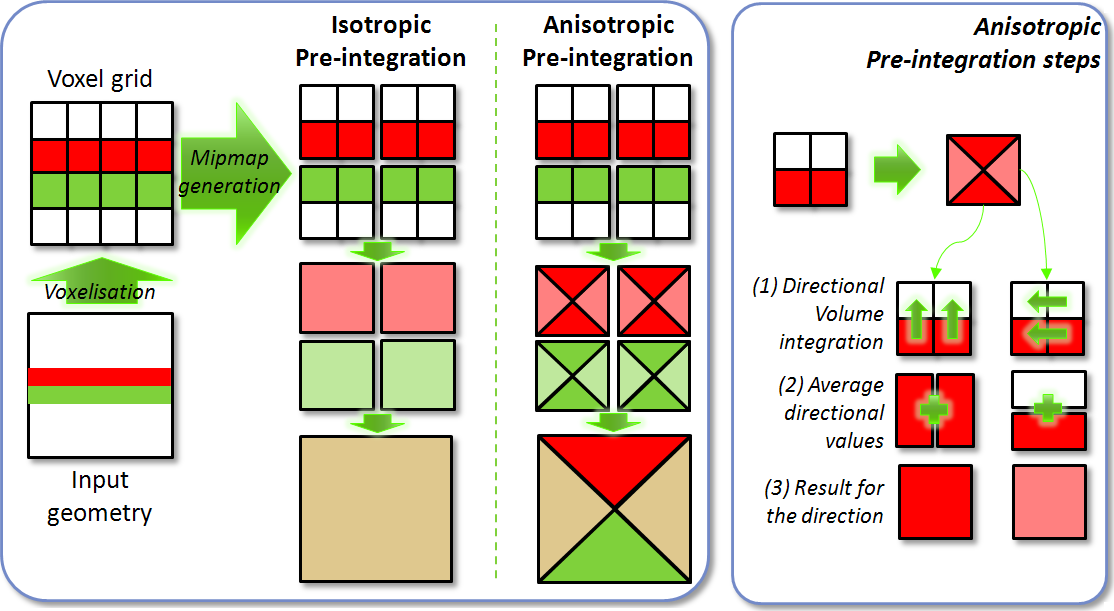 Isotropic
Pre-integration
Anisotropic
Pre-integration
Voxel grid
Mipmap
generation
Voxelisation
Input
geometry
Anisotropic
Pre-integration steps
(1) Directional
Volume
integration
(2) Average
directional
values
(3) Result for
the direction